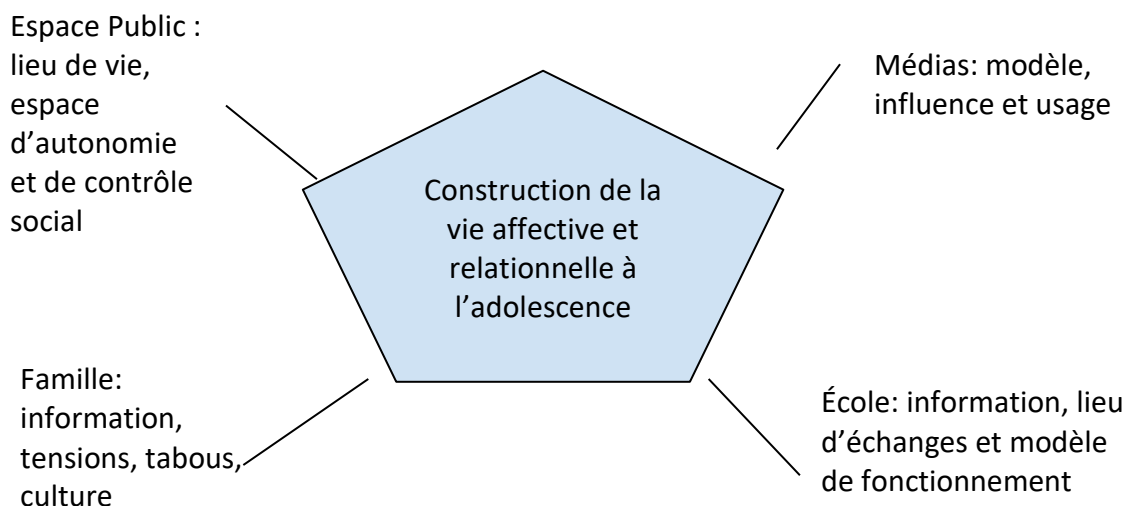 Espace Public :
lieu de vie,
espace
d’autonomie
et de contrôle
social
Médias: modèle,
influence et usage
Construction de la
vie affective et
relationnelle à
l’adolescence
Famille:
information,
tensions, tabous,
culture
École: information, lieu
d’échanges et modèle
de fonctionnement